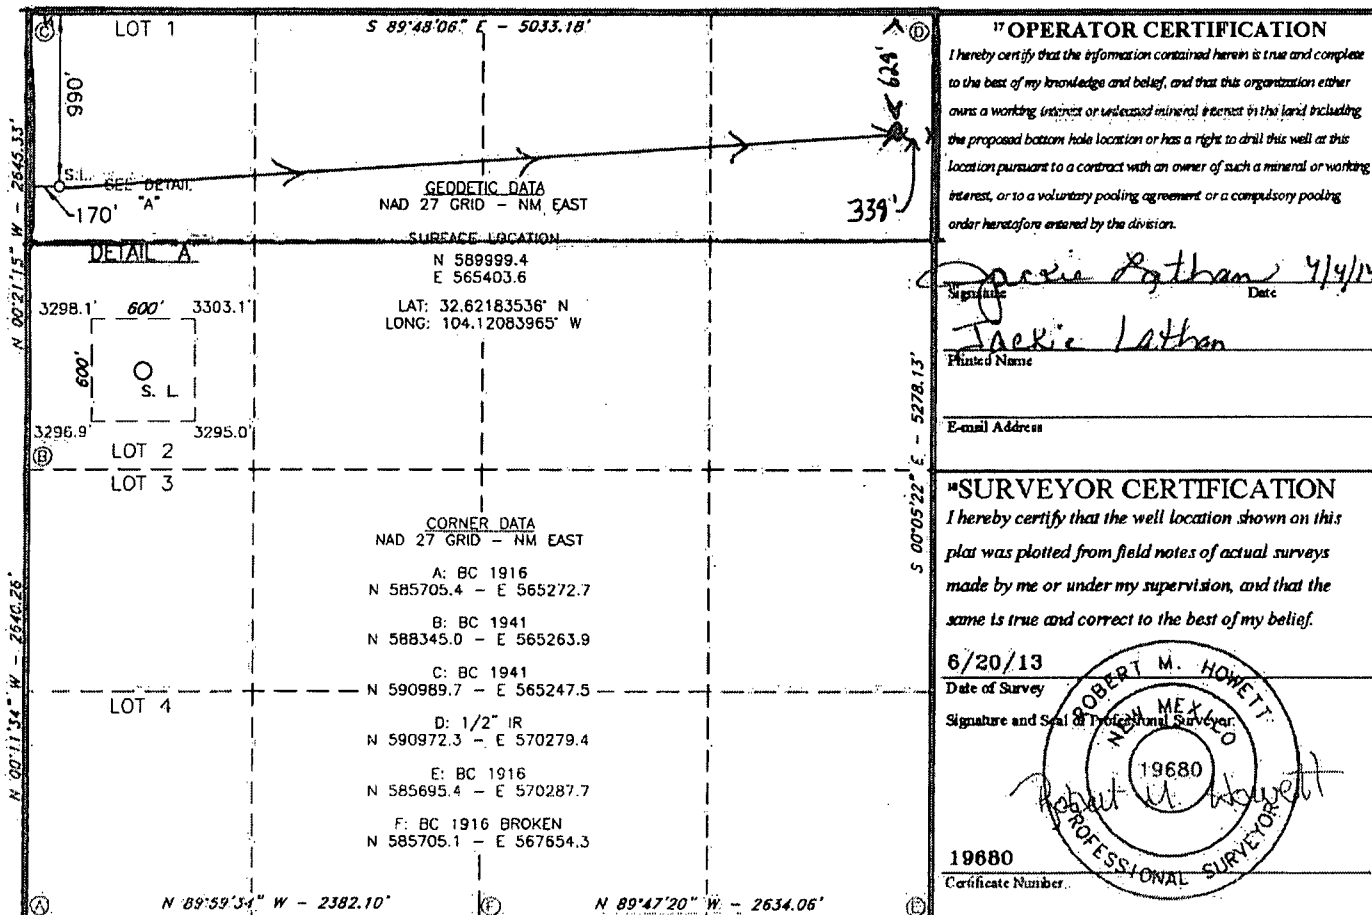 C
LOT 1
S 89°48'06" E - 5033.18'
D
990'
629'
S.L.
SEE DETAIL
"A"
170'
339'
GEODETIC DATA
NAD 27 GRID - NM EAST
SURFACE LOCATION
N 589999.4
E 565403.6
LAT: 32.62183536° N
LONG: 104.12083965° W
N 00°21'15" W - 2645.33'
DETAIL "A"
3298.1' 600' 3303.1'
600'
S. L.
3296.9' 3295.0'
B
LOT 2
LOT 3
S 00°05'22" E - 5278.13'
CORNER DATA
NAD 27 GRID - NM EAST
A: BC 1916
N 585705.4 - E 565272.7
B: BC 1941
N 588345.0 - E 565263.9
C: BC 1941
N 590989.7 - E 565247.5
D: 1/2" IR
N 590972.3 - E 570279.4
E: BC 1916
N 585695.4 - E 570287.7
F: BC 1916 BROKEN
N 585705.1 - E 567654.3
N 00°11'34" W - 2640.26'
LOT 4
A
N 89°59'34" W - 2382.10'
F
N 89°47'20" W - 2634.06'
E
17 OPERATOR CERTIFICATION
I hereby certify that the information contained herein is true and complete
to the best of my knowledge and belief, and that this organization either
owns a working interest or unleased mineral interest in the land including
the proposed bottom hole location or has a right to drill this well at this
location pursuant to a contract with an owner of such a mineral or working
interest, or to a voluntary pooling agreement or a compulsory pooling
order heretofore entered by the division.
Jackie Lathan 4/4/14
Signature Date
Jackie Lathan
Printed Name
E-mail Address
18 SURVEYOR CERTIFICATION
I hereby certify that the well location shown on this
plat was plotted from field notes of actual surveys
made by me or under my supervision, and that the
same is true and correct to the best of my belief.
6/20/13
Date of Survey
Signature and Seal of Professional Surveyor:
ROBERT M. HOWETT
NEW MEXICO
19680
Robert M Howett
PROFESSIONAL SURVEYOR
19680
Certificate Number